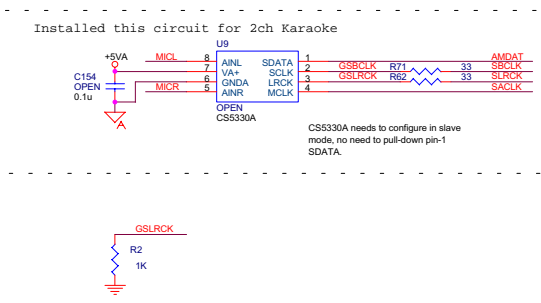 Installed this circuit for 2ch Karaoke
U9
+5VA
MICL 8 AINL SDATA 1 AMDAT
7 VA+ SCLK 2 GSBCLK R71 33 SBCLK
C154
6 GNDA LRCK 3 GSLRCK R62 33 SLRCK
OPEN
MICR 5 AINR MCLK 4 SACLK
0.1u
OPEN
CS5330A
A
CS5330A needs to configure in slave
mode, no need to pull-down pin-1
SDATA.
GSLRCK
R2
1K